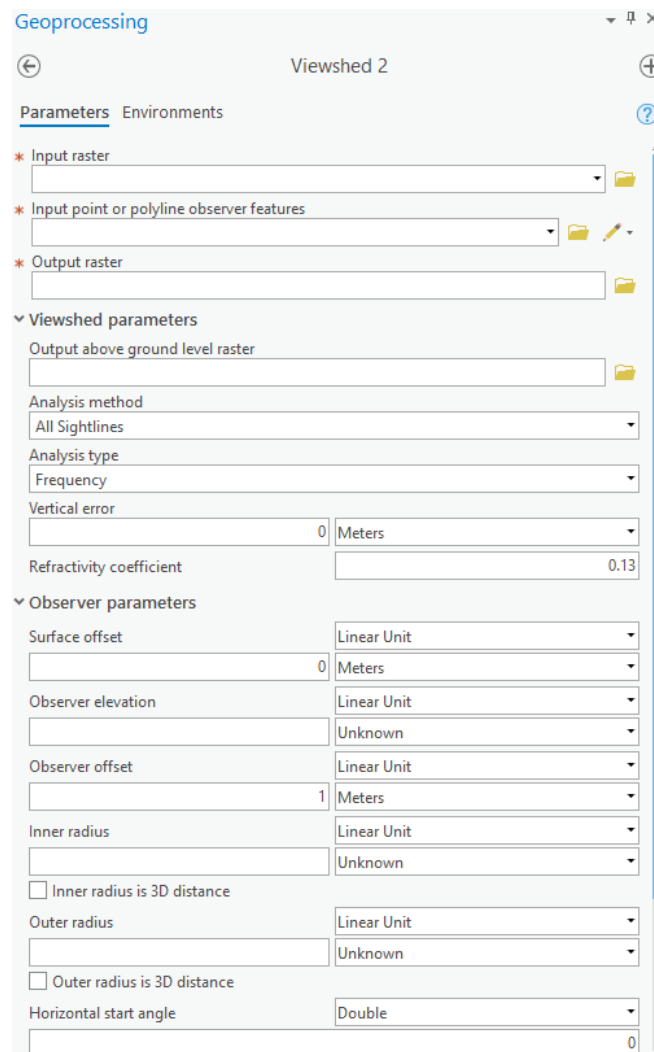 Geoprocessing
Viewshed 2
Parameters Environments
* Input raster
* Input point or polyline observer features
* Output raster
Viewshed parameters
Output above ground level raster
Analysis method
All Sightlines
Analysis type
Frequency
Vertical error
0 Meters
Refractivity coefficient 0.13
Observer parameters
Surface offset Linear Unit
0 Meters
Observer elevation Linear Unit
Unknown
Observer offset Linear Unit
1 Meters
Inner radius Linear Unit
Unknown
Inner radius is 3D distance
Outer radius Linear Unit
Unknown
Outer radius is 3D distance
Horizontal start angle Double
0